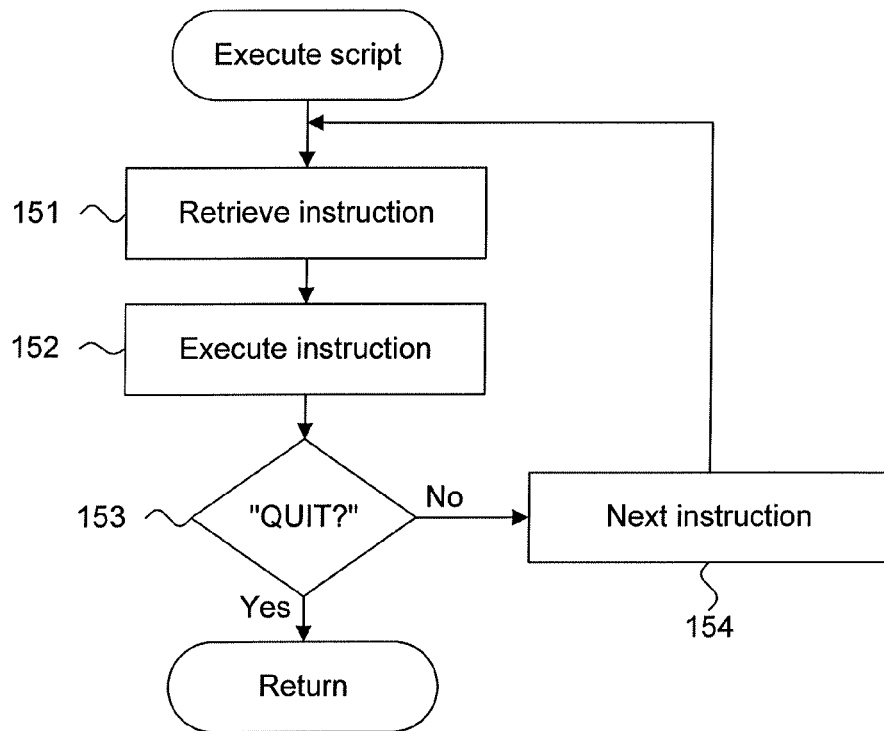 Execute script
151
Retrieve instruction
152
Execute instruction
153
"QUIT?"
No
Next instruction
154
Yes
Return